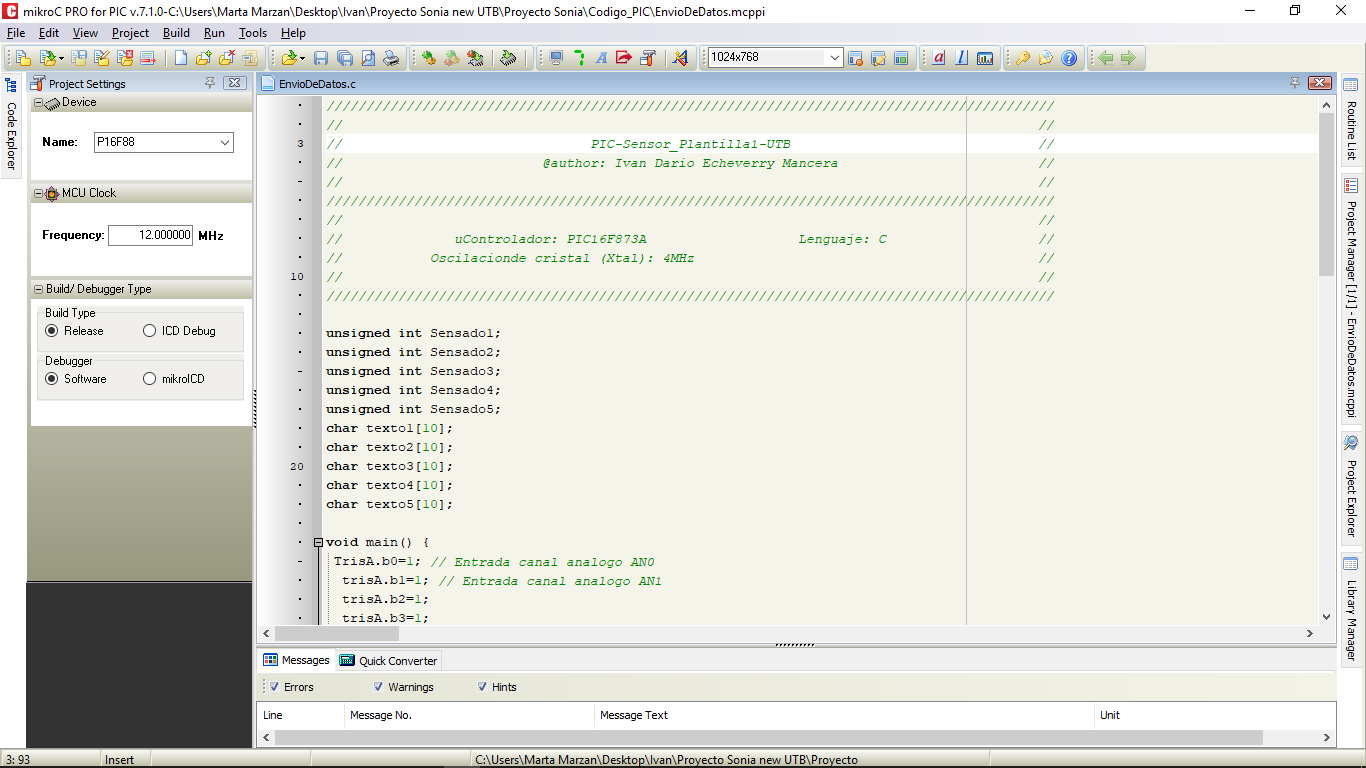 mikroC PRO for PIC v.7.1.0-C:\Users\Marta Marzan\Desktop\Ivan\Proyecto Sonia new UTB\Proyecto Sonia\Codigo_PIC\EnvioDeDatos.mcppi
File Edit View Project Build Run Tools Help
1024x768
Code Explorer
Project Settings
Device
Name: P16F88
MCU Clock
Frequency: 12.000000 MHz
Build/ Debugger Type
Build Type
Release ICD Debug
Debugger
Software mikroICD
EnvioDeDatos.c
///////////////////////////////////////////////////////////////////////////////////////////
// //
3 // PIC-Sensor_Plantilla1-UTB //
// @author: Ivan Dario Echeverry Mancera //
// //
///////////////////////////////////////////////////////////////////////////////////////////
// //
// uControlador: PIC16F873A Lenguaje: C //
// Oscilacionde cristal (Xtal): 4MHz //
10 // //
///////////////////////////////////////////////////////////////////////////////////////////
unsigned int Sensado1;
unsigned int Sensado2;
unsigned int Sensado3;
unsigned int Sensado4;
unsigned int Sensado5;
char texto1[10];
char texto2[10];
20 char texto3[10];
char texto4[10];
char texto5[10];
void main() {
TrisA.b0=1; // Entrada canal analogo AN0
trisA.b1=1; // Entrada canal analogo AN1
trisA.b2=1;
trisA.b3=1;
Routine List
Project Manager [1/1] - EnvioDeDatos.mcppi
Project Explorer
Library Manager
Messages Quick Converter
Errors Warnings Hints
Line Message No. Message Text Unit
3: 93 Insert C:\Users\Marta Marzan\Desktop\Ivan\Proyecto Sonia new UTB\Proyecto